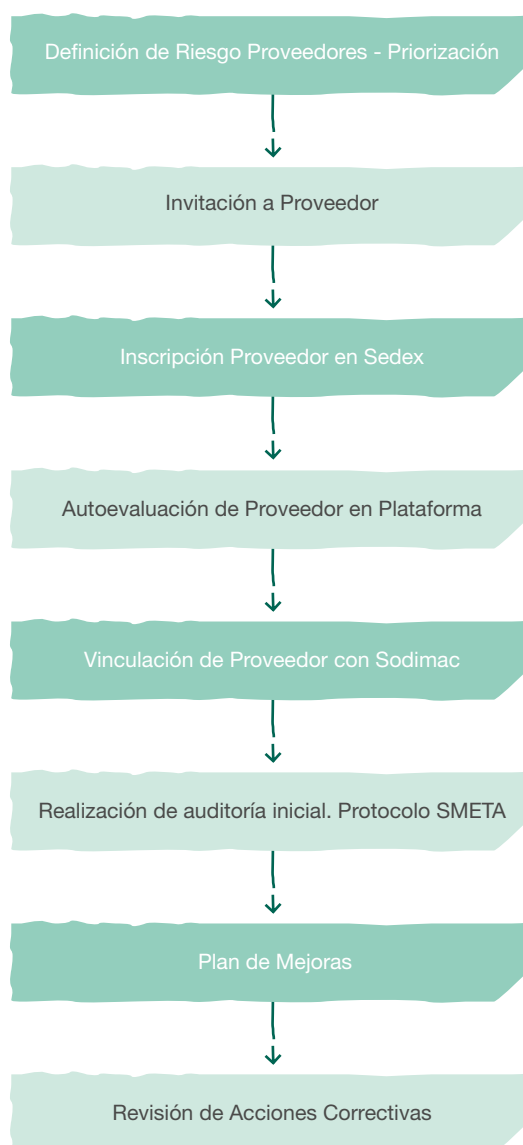 Definición de Riesgo Proveedores - Priorización
Invitación a Proveedor
Inscripción Proveedor en Sedex
Autoevaluación de Proveedor en Plataforma
Vinculación de Proveedor con Sodimac
Realización de auditoría inicial. Protocolo SMETA
Plan de Mejoras
Revisión de Acciones Correctivas